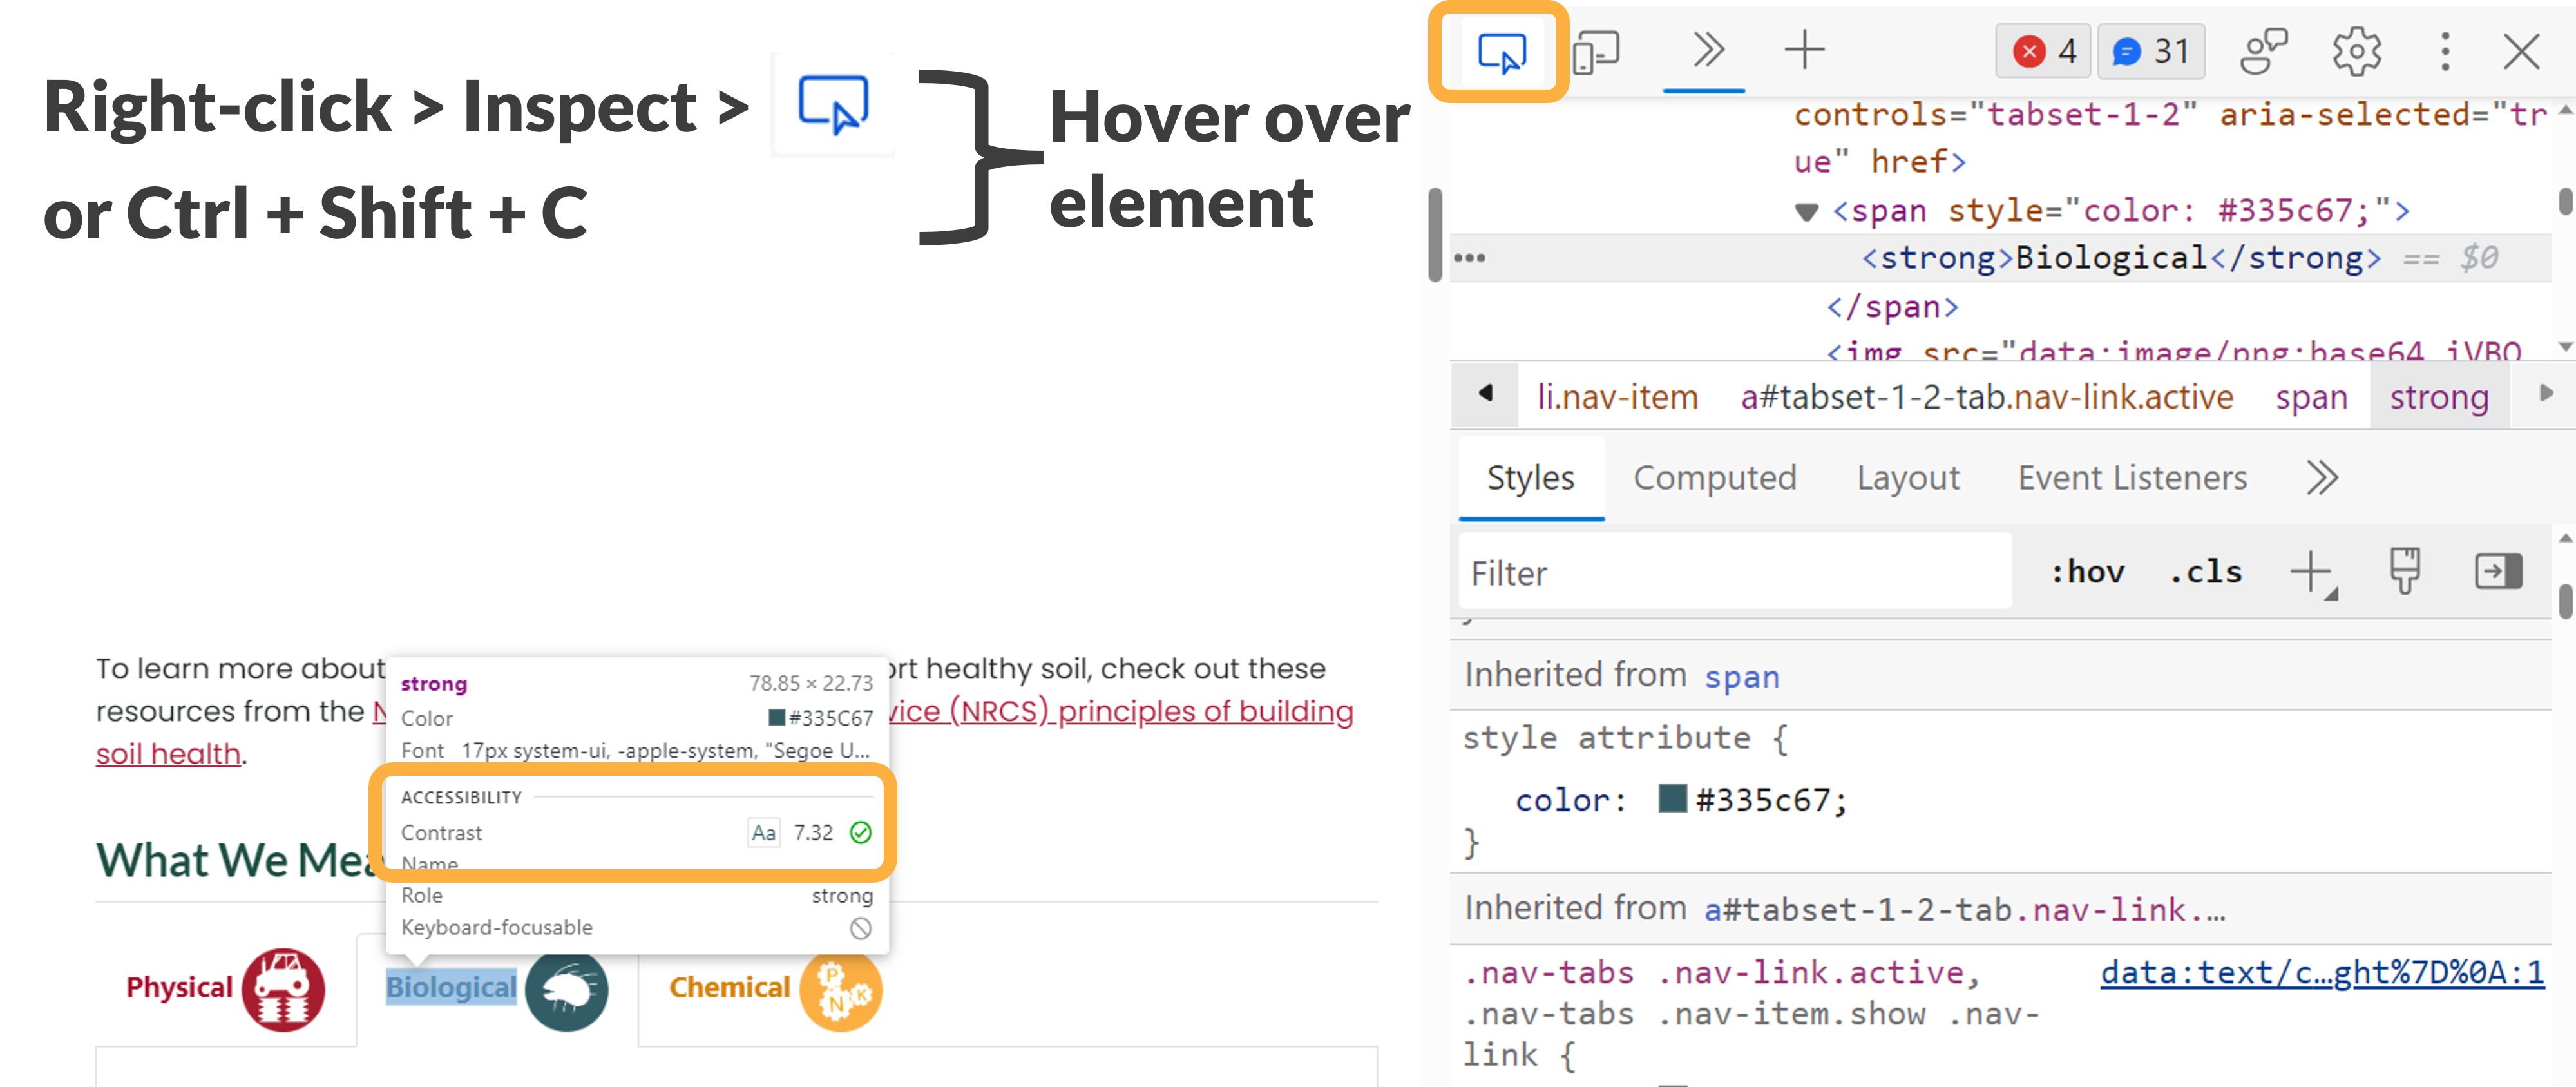 Right-click > Inspect >
or Ctrl + Shift + C
Hover over
element
To learn more about
ort healthy soil, check out these
resources from the
vice (NRCS) principles of building
soil health.
strong 78.85 × 22.73
Color #335C67
Font 17px system-ui, -apple-system, "Segoe U...
ACCESSIBILITY
Contrast Aa 7.32
Name
Role strong
Keyboard-focusable
What We Mea
Physical
Biological
Chemical
P
N
K
4
31
controls="tabset-1-2" aria-selected="tr
ue" href>
<span style="color: #335c67;">
... <strong>Biological</strong> == $0
</span>
<img src="data:image/png;base64,iVBO
li.nav-item a#tabset-1-2-tab.nav-link.active span strong
Styles Computed Layout Event Listeners
Filter :hov .cls
Inherited from span
style attribute {
color: #335c67;
}
Inherited from a#tabset-1-2-tab.nav-link.…
.nav-tabs .nav-link.active, data:text/c…ght%7D%0A:1
.nav-tabs .nav-item.show .nav-
link {